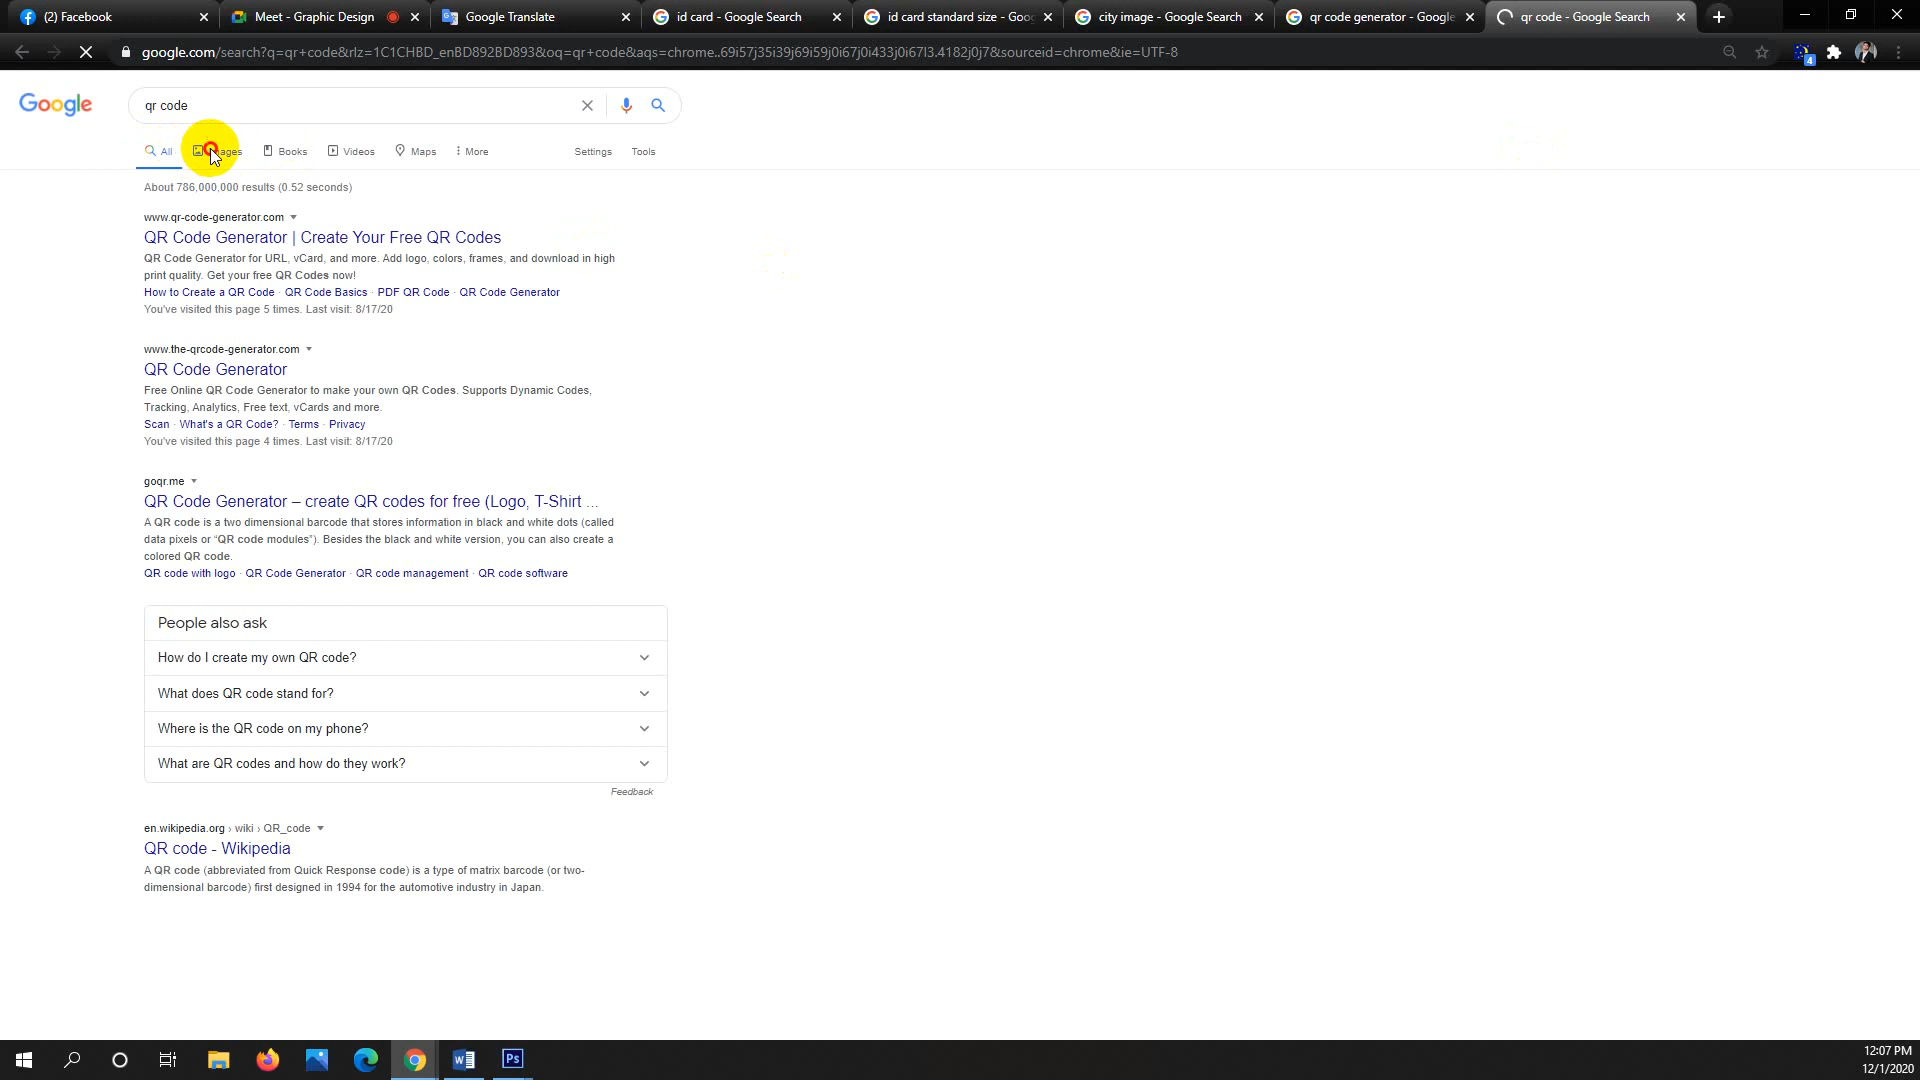 (2) Facebook
Meet - Graphic Design
Google Translate
id card - Google Search
id card standard size - Goo
city image - Google Search
qr code generator - Google
qr code - Google Search
google.com/search?q=qr+code&rlz=1C1CHBD_enBD892BD893&oq=qr+code&aqs=chrome..69i57j35i39j69i59j0i67j0i433j0i67l3.4182j0j7&sourceid=chrome&ie=UTF-8
4
Google
qr code
All
Books
Videos
Maps
More
Settings
Tools
About 786,000,000 results (0.52 seconds)
www.qr-code-generator.com
QR Code Generator | Create Your Free QR Codes
QR Code Generator for URL, vCard, and more. Add logo, colors, frames, and download in high
print quality. Get your free QR Codes now!
How to Create a QR Code · QR Code Basics · PDF QR Code · QR Code Generator
You've visited this page 5 times. Last visit: 8/17/20
www.the-qrcode-generator.com
QR Code Generator
Free Online QR Code Generator to make your own QR Codes. Supports Dynamic Codes,
Tracking, Analytics, Free text, vCards and more.
Scan · What's a QR Code? · Terms · Privacy
You've visited this page 4 times. Last visit: 8/17/20
goqr.me
QR Code Generator – create QR codes for free (Logo, T-Shirt ...
A QR code is a two dimensional barcode that stores information in black and white dots (called
data pixels or “QR code modules”). Besides the black and white version, you can also create a
colored QR code.
QR code with logo · QR Code Generator · QR code management · QR code software
People also ask
How do I create my own QR code?
What does QR code stand for?
Where is the QR code on my phone?
What are QR codes and how do they work?
Feedback
en.wikipedia.org › wiki › QR_code
QR code - Wikipedia
A QR code (abbreviated from Quick Response code) is a type of matrix barcode (or two-
dimensional barcode) first designed in 1994 for the automotive industry in Japan.
W
Ps
12:07 PM
12/1/2020